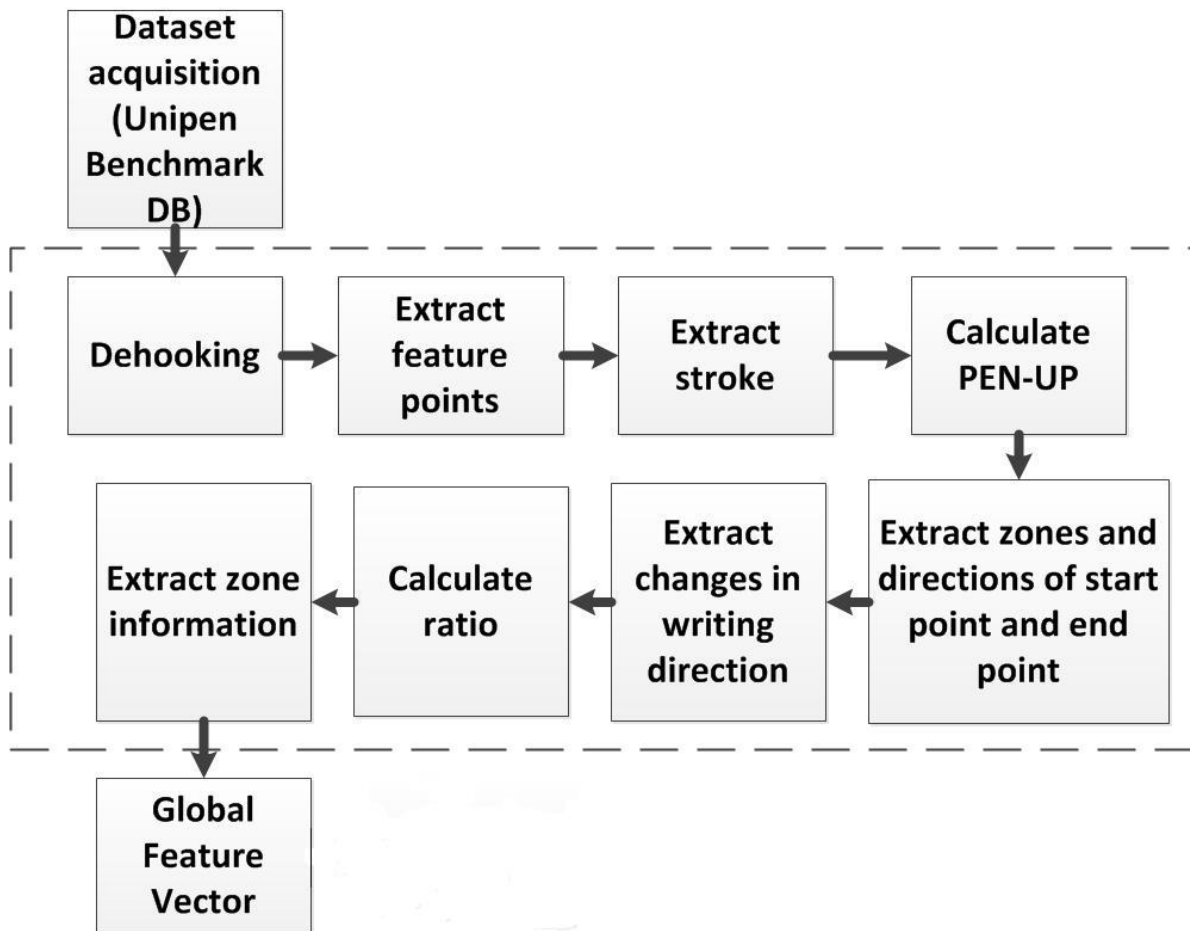 Dataset
acquisition
(Unipen
Benchmark
DB)
Dehooking
Extract
feature
points
Extract
stroke
Calculate
PEN-UP
Extract zones and
directions of start
point and end
point
Extract
changes in
writing
direction
Calculate
ratio
Extract zone
information
Global
Feature
Vector